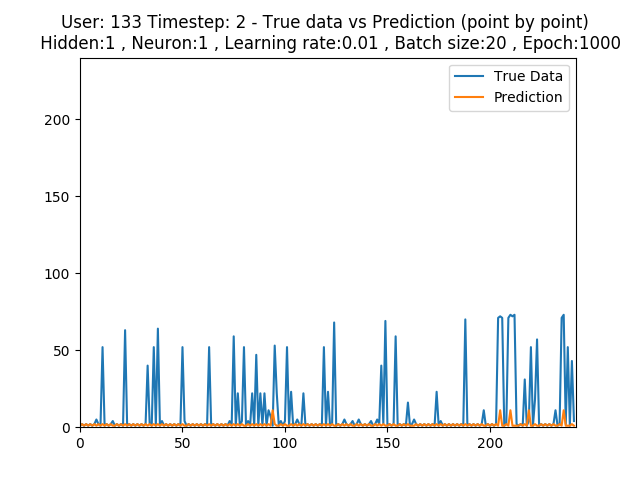 User: 133 Timestep: 2 - True data vs Prediction (point by point)
Hidden:1 , Neuron:1 , Learning rate:0.01 , Batch size:20 , Epoch:1000
True Data
Prediction
200
150
100
50
0
0 50 100 150 200